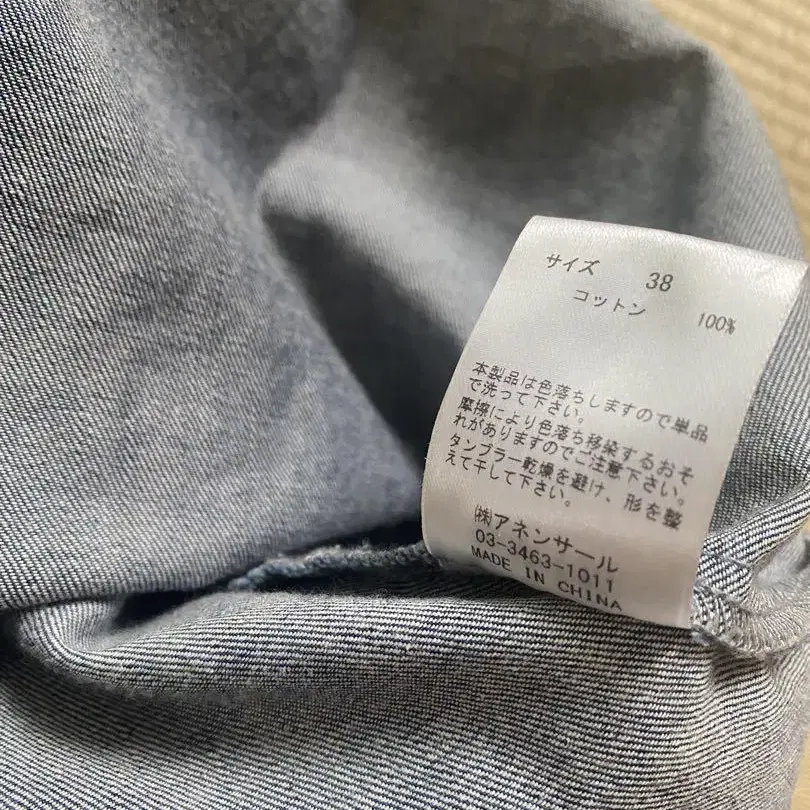 サイズ 38
コットン 100%
本製品は色落ちしますので単品
で洗って下さい。
摩擦により色落ち移染するおそ
れがありますのでご注意下さい。
タンブラー乾燥を避け、形を整
えて干して下さい。
㈱アネンサール
03-3463-1011
MADE IN CHINA